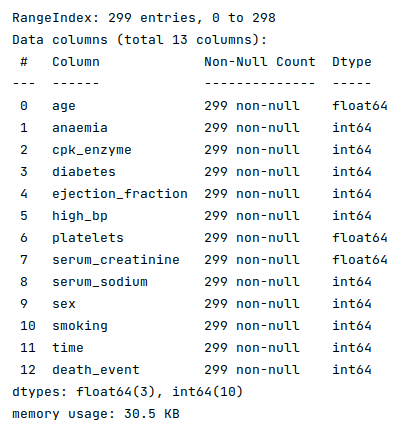 RangeIndex: 299 entries, 0 to 298
Data columns (total 13 columns):
 #   Column             Non-Null Count  Dtype
---  ------             --------------  -----
 0   age                299 non-null    float64
 1   anaemia            299 non-null    int64
 2   cpk_enzyme         299 non-null    int64
 3   diabetes           299 non-null    int64
 4   ejection_fraction  299 non-null    int64
 5   high_bp            299 non-null    int64
 6   platelets          299 non-null    float64
 7   serum_creatinine   299 non-null    float64
 8   serum_sodium       299 non-null    int64
 9   sex                299 non-null    int64
 10  smoking            299 non-null    int64
 11  time               299 non-null    int64
 12  death_event        299 non-null    int64
dtypes: float64(3), int64(10)
memory usage: 30.5 KB